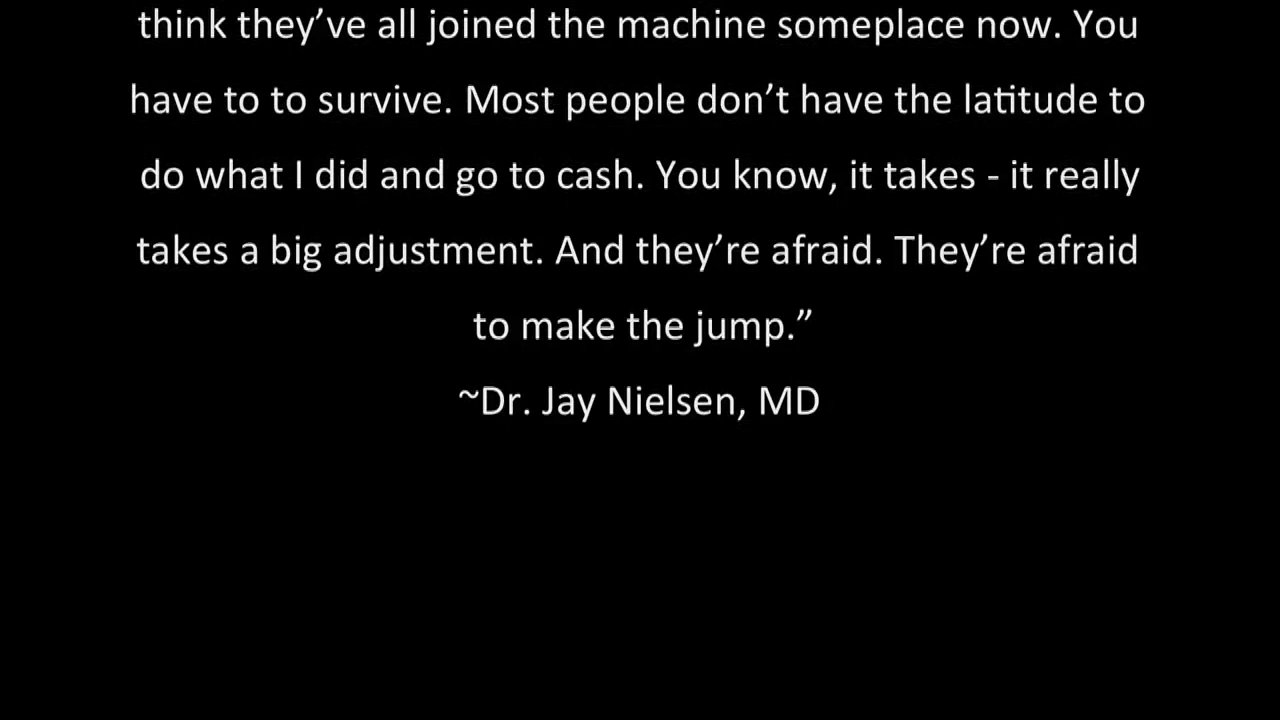 think they’ve all joined the machine someplace now. You
have to to survive. Most people don’t have the latitude to
do what I did and go to cash. You know, it takes - it really
takes a big adjustment. And they’re afraid. They’re afraid
to make the jump.”
~Dr. Jay Nielsen, MD